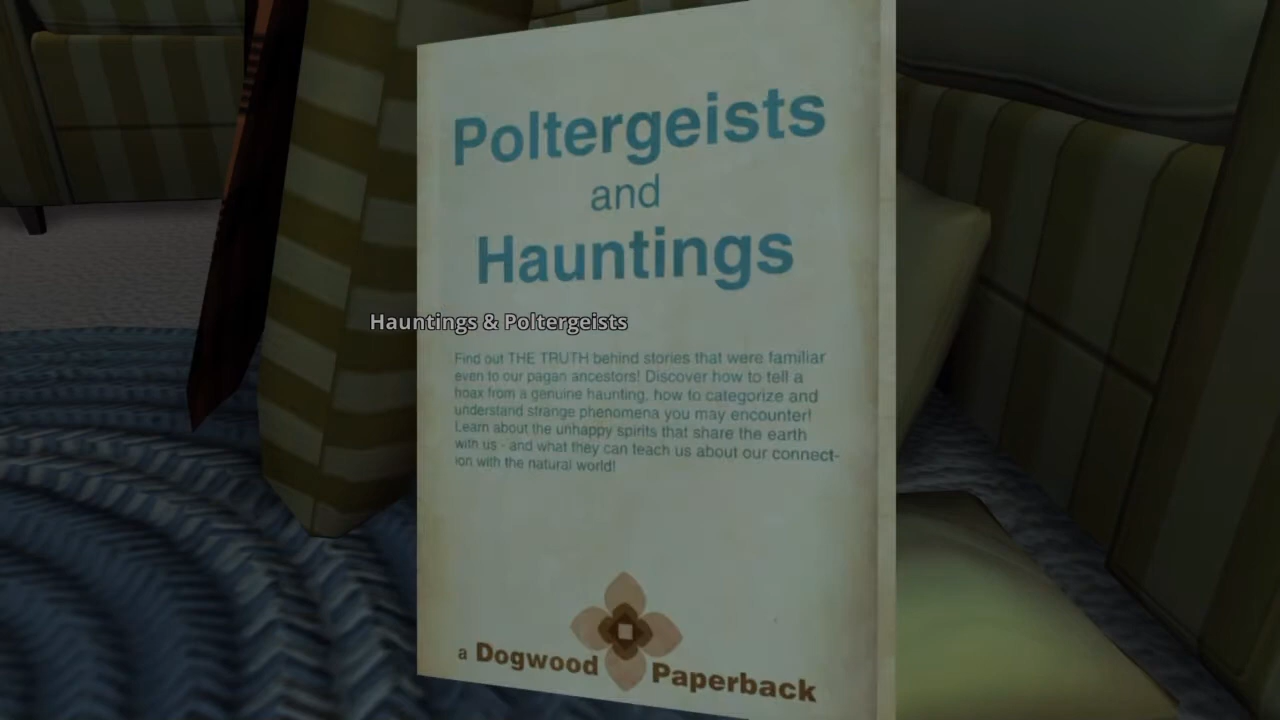 Poltergeists
and
Hauntings
Hauntings & Poltergeists
Find out THE TRUTH behind stories that were familiar
even to our pagan ancestors! Discover how to tell a
hoax from a genuine haunting, how to categorize and
understand strange phenomena you may encounter!
Learn about the unhappy spirits that share the earth
with us - and what they can teach us about our connect-
ion with the natural world!
a Dogwood Paperback